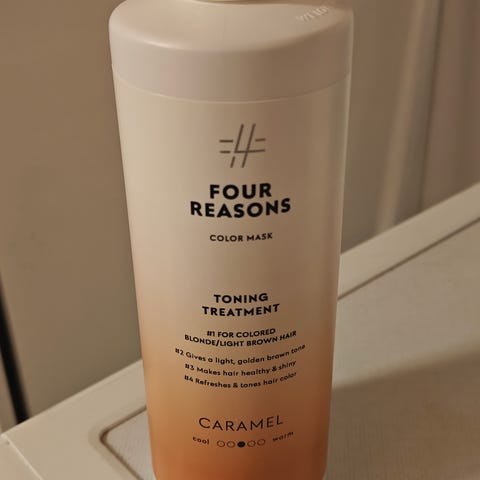 FOUR
REASONS
COLOR MASK
TONING
TREATMENT
#1 FOR COLORED
BLONDE/LIGHT BROWN HAIR
#2 Gives a light, golden brown tone
#3 Makes hair healthy & shiny
#4 Refreshes & tones hair color
CARAMEL
cool warm